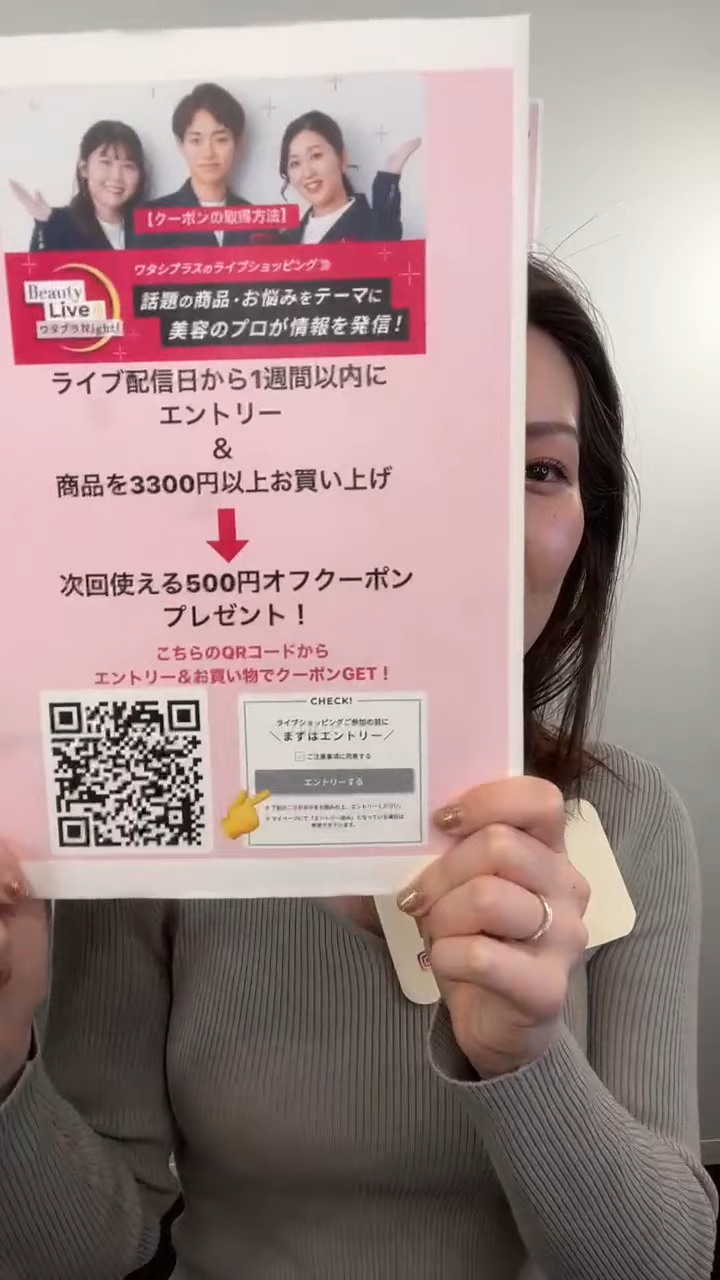 【クーポンの取得方法】
ワタシプラスのライブショッピング
Beauty
Live
ワタプラNight!
話題の商品・お悩みをテーマに
美容のプロが情報を発信！
ライブ配信日から1週間以内に
エントリー
&
商品を3300円以上お買い上げ
次回使える500円オフクーポン
プレゼント！
こちらのQRコードから
エントリー&お買い物でクーポンGET！
CHECK!
ライブショッピングご参加の前に
＼まずはエントリー／
ご注意事項に同意する
エントリーする